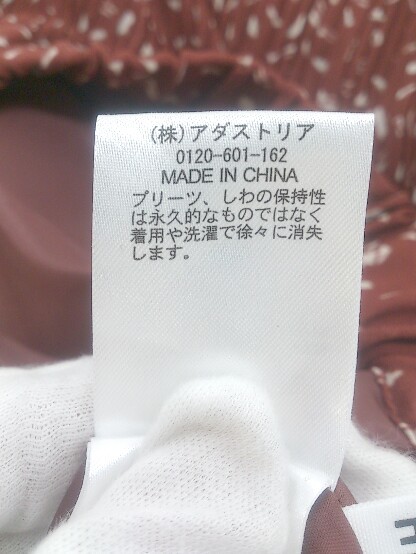 (株)アダストリア
0120-601-162
MADE IN CHINA
プリーツ、しわの保持性
は永久的なものではなく
着用や洗濯で徐々に消失
します。